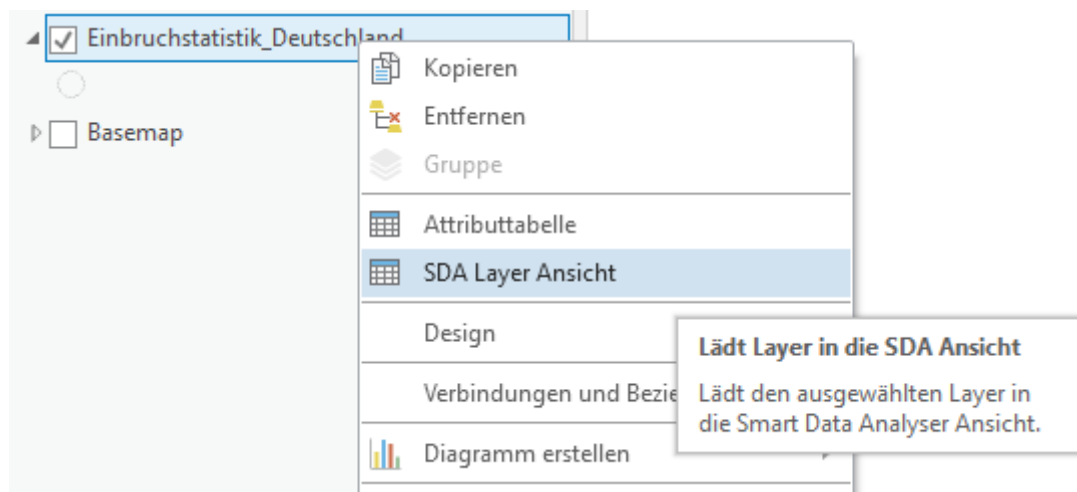 Einbruchstatistik_Deutschland
Kopieren
Entfernen
Basemap
Gruppe
Attributtabelle
SDA Layer Ansicht
Design
Lädt Layer in die SDA Ansicht
Verbindungen und Bezie
Lädt den ausgewählten Layer in
die Smart Data Analyser Ansicht.
Diagramm erstellen